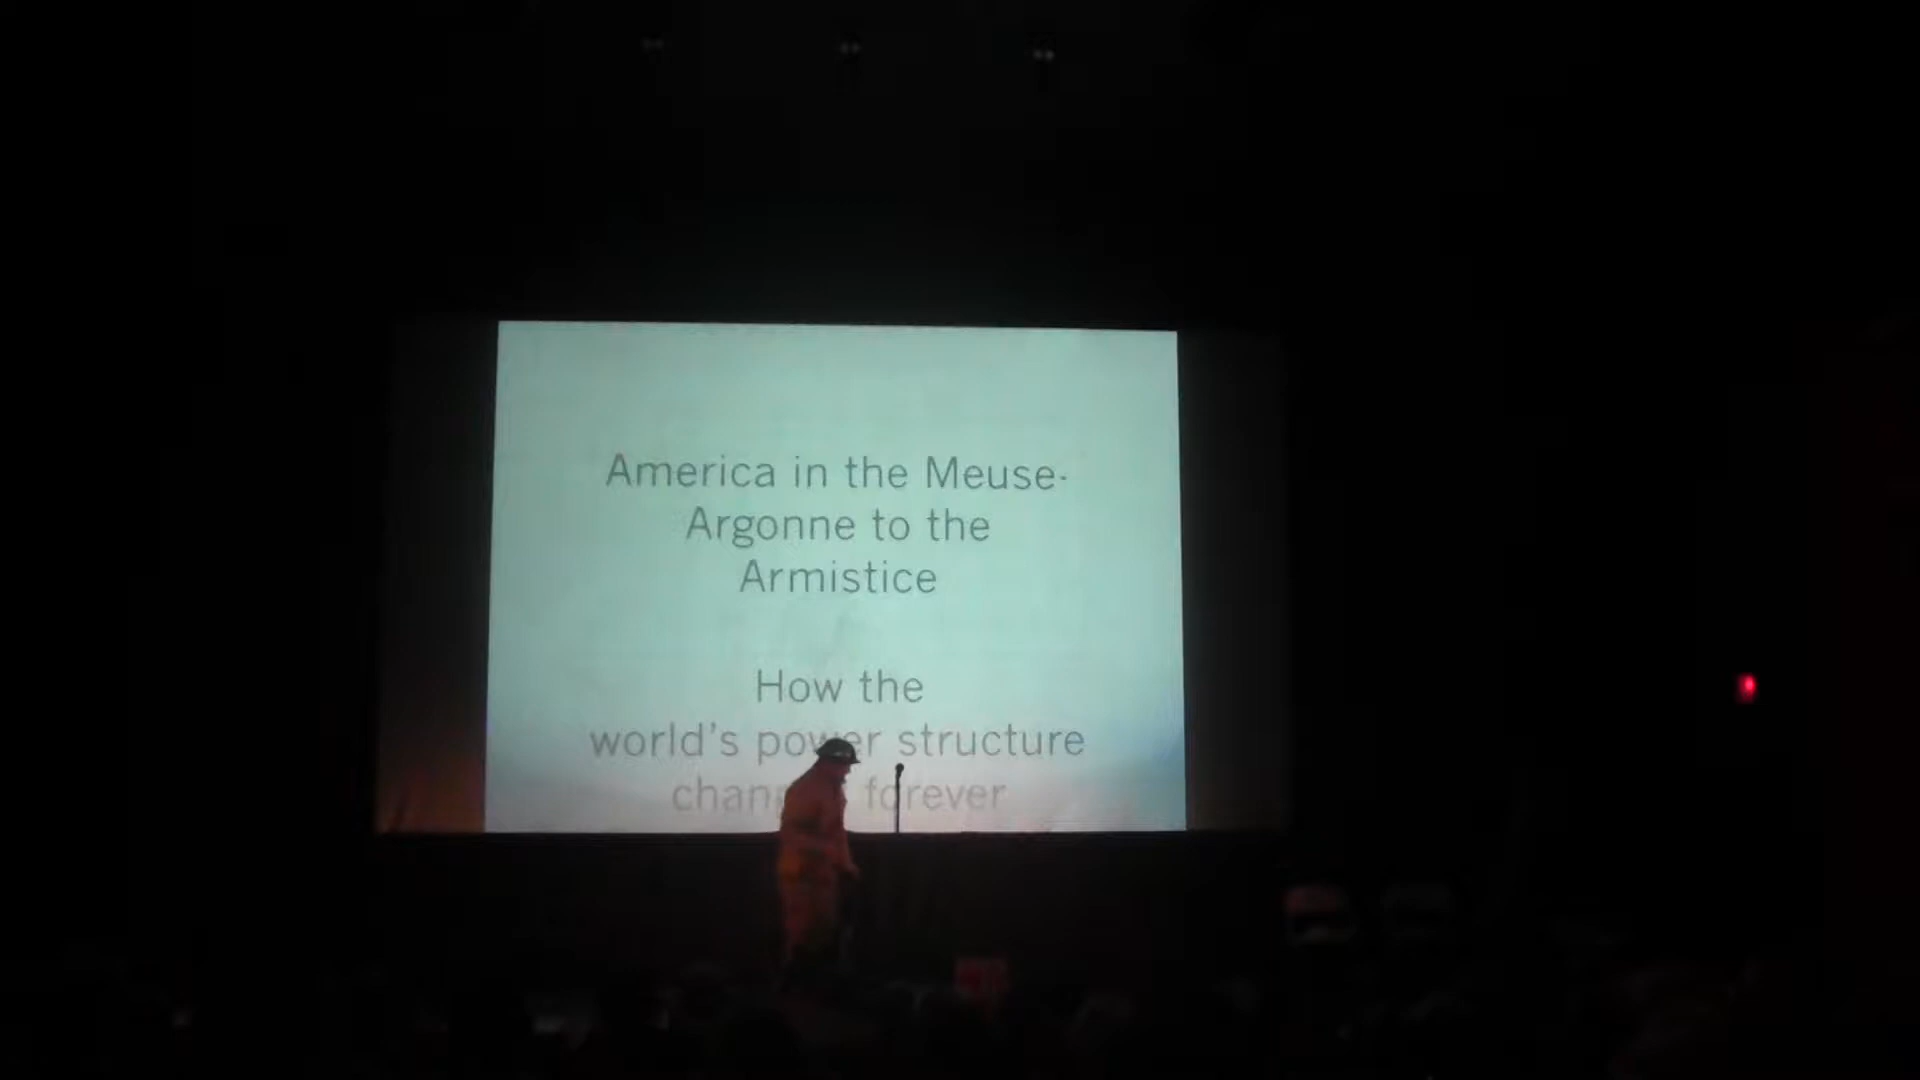 America in the Meuse-
Argonne to the
Armistice
How the
world's power structure
forever